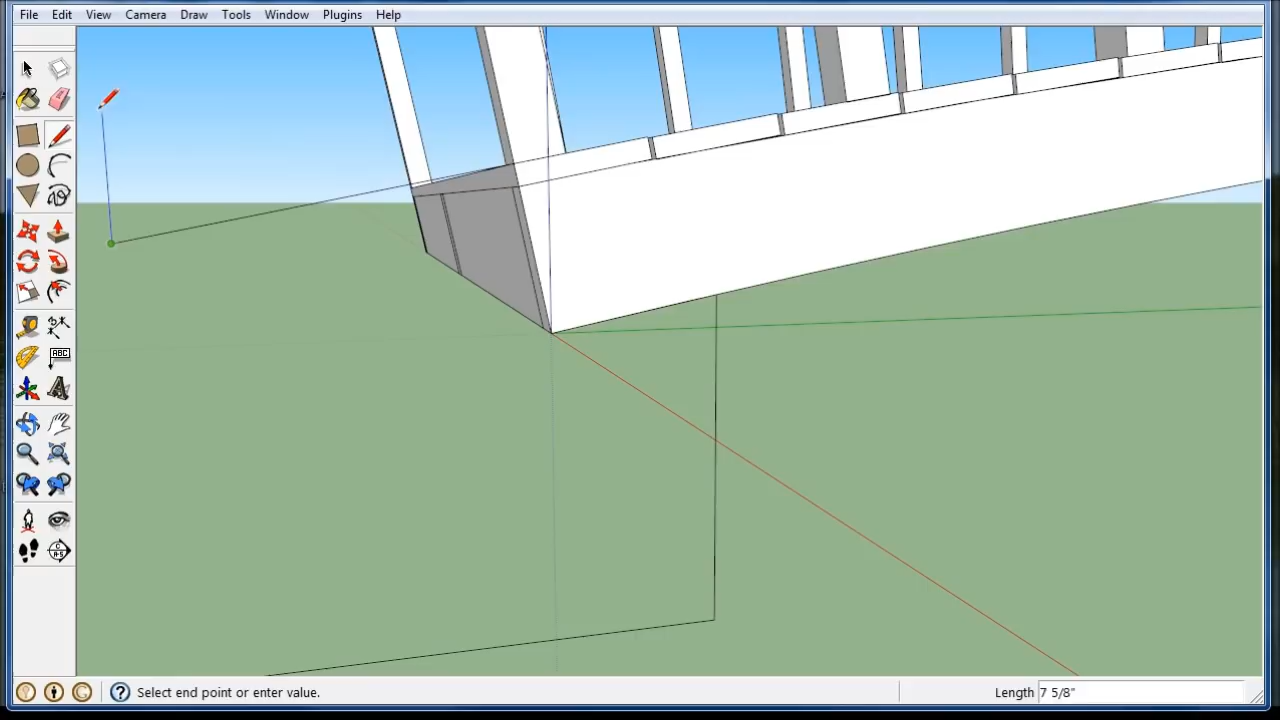 File Edit View Camera Draw Tools Window Plugins Help
ABC
Select end point or enter value.
Length 7 5/8"